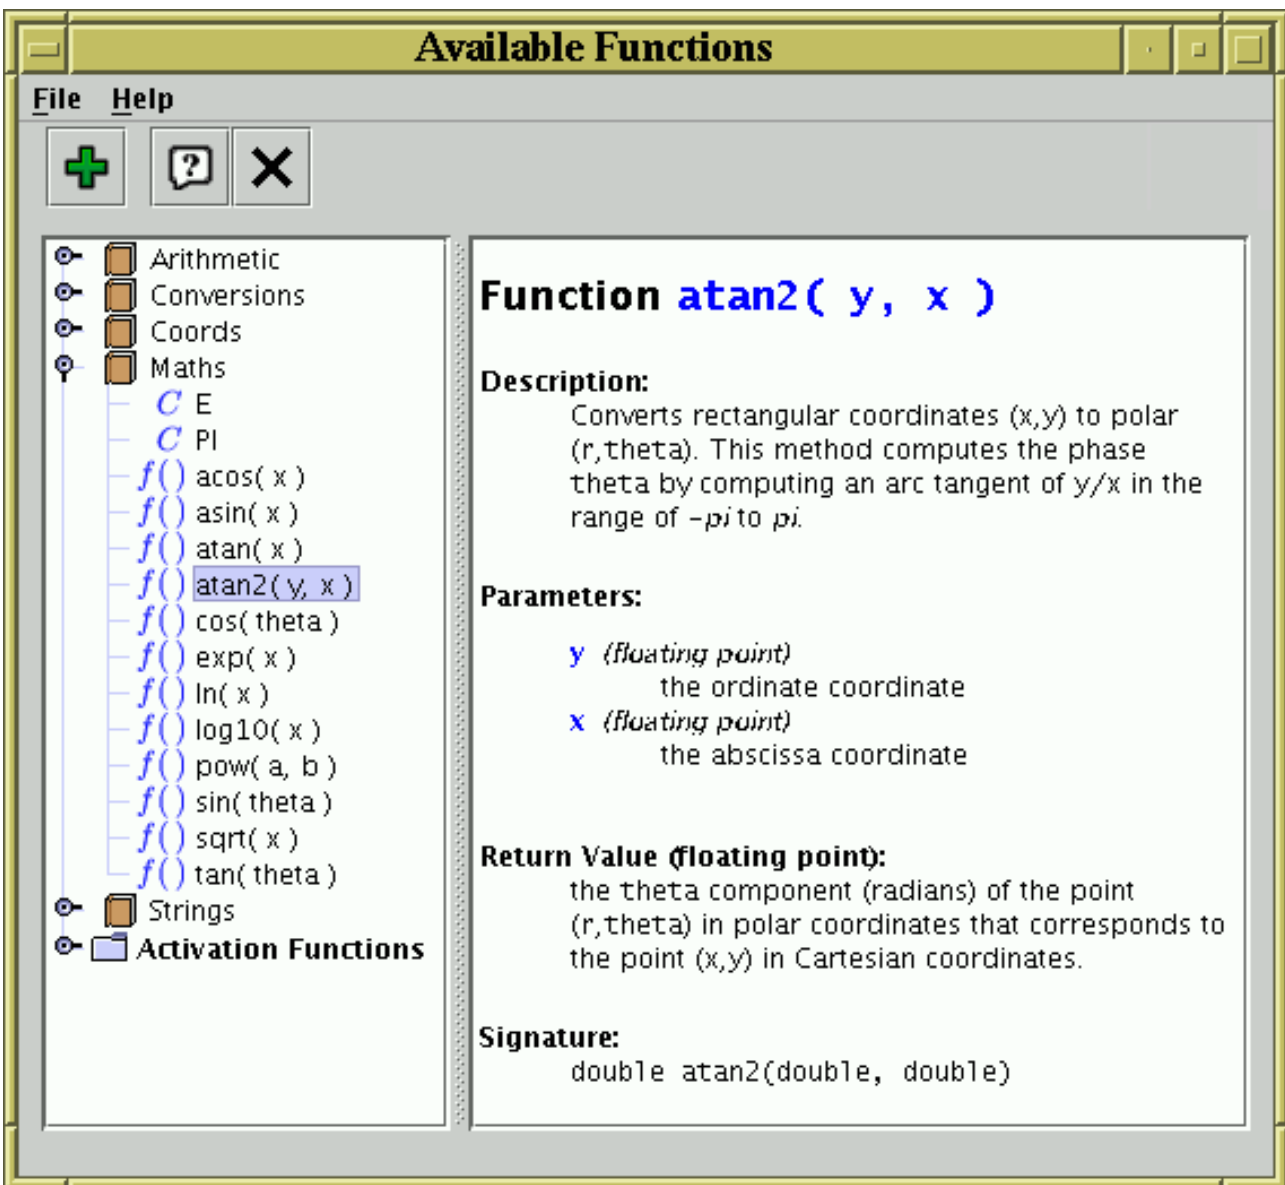 Available Functions
File Help
?
Arithmetic
Conversions
Coords
Maths
C E
C PI
f() acos( x )
f() asin( x )
f() atan( x )
f() atan2( y, x )
f() cos( theta )
f() exp( x )
f() ln( x )
f() log10( x )
f() pow( a, b )
f() sin( theta )
f() sqrt( x )
f() tan( theta )
Strings
Activation Functions
Function atan2( y, x )
Description:
Converts rectangular coordinates (x,y) to polar
(r,theta). This method computes the phase
theta by computing an arc tangent of y/x in the
range of -pi to pi.
Parameters:
y (floating point)
the ordinate coordinate
x (floating point)
the abscissa coordinate
Return Value (floating point):
the theta component (radians) of the point
(r,theta) in polar coordinates that corresponds to
the point (x,y) in Cartesian coordinates.
Signature:
double atan2(double, double)